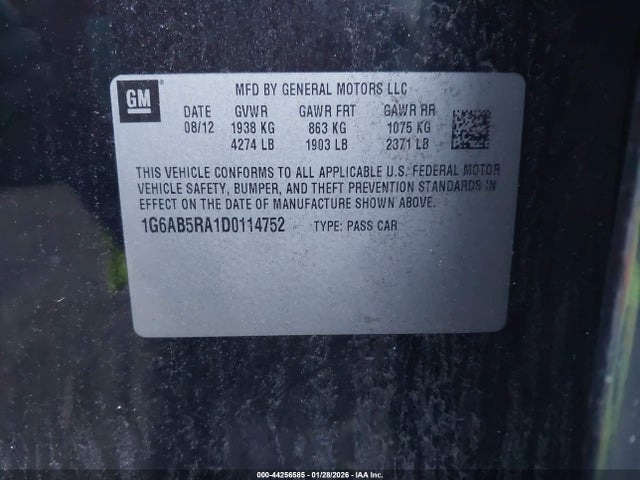 GM
MFD BY GENERAL MOTORS LLC
DATE GVWR GAWR FRT GAWR RR
08/12 1938 KG 863 KG 1075 KG
4274 LB 1903 LB 2371 LB
THIS VEHICLE CONFORMS TO ALL APPLICABLE U.S. FEDERAL MOTOR
VEHICLE SAFETY, BUMPER, AND THEFT PREVENTION STANDARDS IN
EFFECT ON THE DATE OF MANUFACTURE SHOWN ABOVE.
1G6AB5RA1D0114752 TYPE: PASS CAR
000-44256585 | 01/28/2026 - IAA Inc.